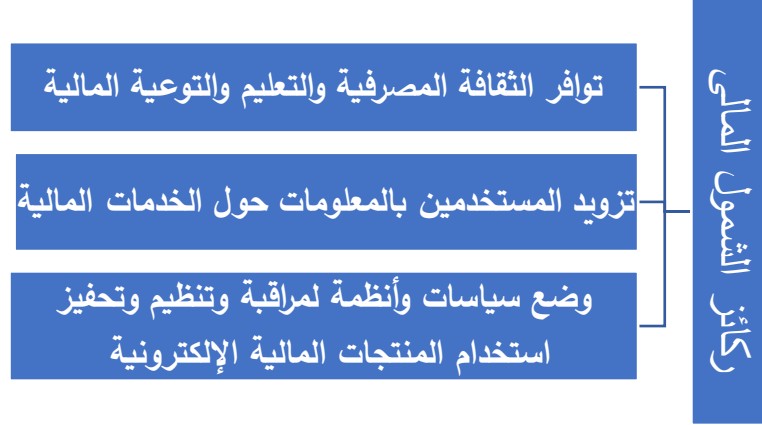 ركائز الشمول المالى
توافر الثقافة المصرفية والتعليم والتوعية المالية
تزويد المستخدمين بالمعلومات حول الخدمات المالية
وضع سياسات وأنظمة لمراقبة وتنظيم وتحفيز
استخدام المنتجات المالية الإلكترونية